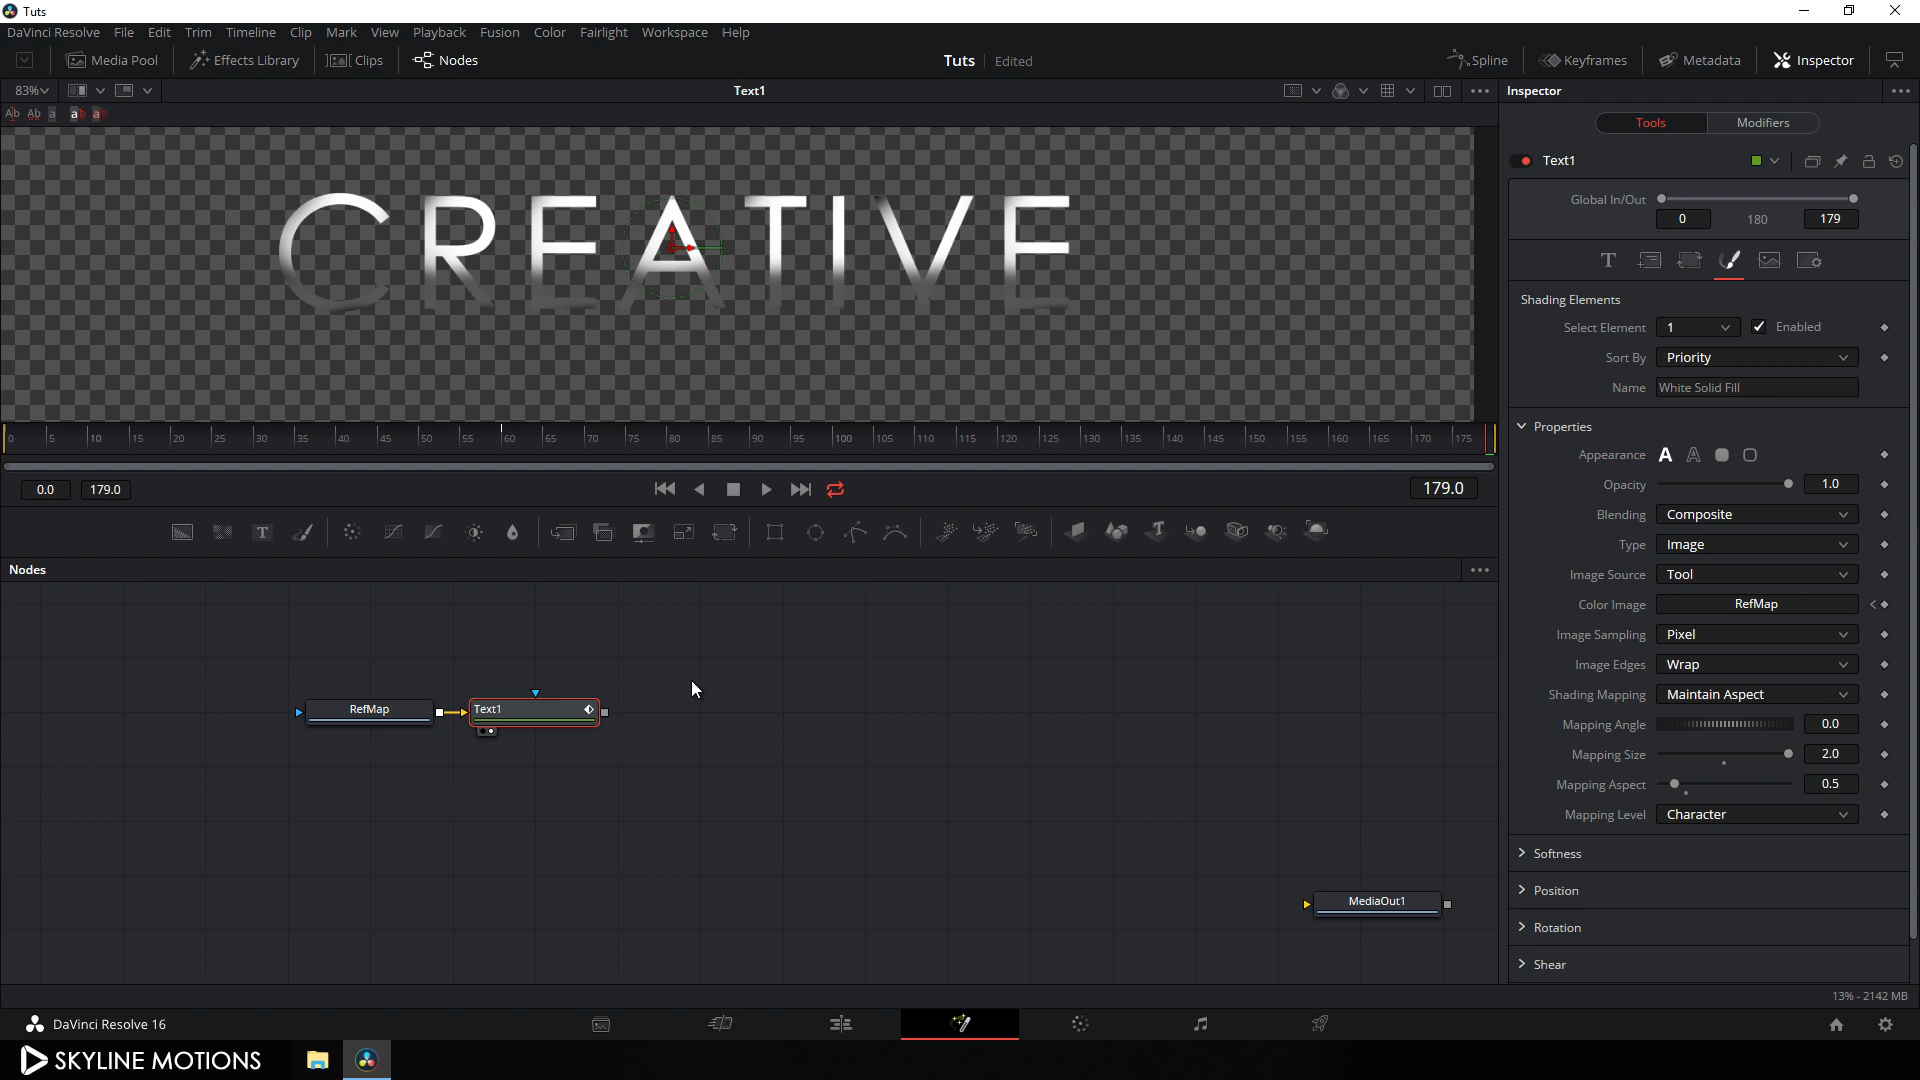 Tuts
DaVinci Resolve File Edit Trim Timeline Clip Mark View Playback Fusion Color Fairlight Workspace Help
Media Pool Effects Library Clips Nodes Tuts Edited Spline Keyframes Metadata Inspector
83% Text1 Inspector
Tools Modifiers
Text1
CREATIVE
Global In/Out
0 180 179
Shading Elements
Select Element 1 Enabled
Sort By Priority
Name White Solid Fill
Properties
0 5 10 15 20 25 30 35 40 45 50 55 60 65 70 75 80 85 90 95 100 105 110 115 120 125 130 135 140 145 150 155 160 165 170 175
Appearance
0.0 179.0 179.0
Opacity 1.0
Blending Composite
Type Image
Nodes
Image Source Tool
Color Image RefMap
Image Sampling Pixel
Image Edges Wrap
Shading Mapping Maintain Aspect
RefMap Text1
Mapping Angle 0.0
Mapping Size 2.0
Mapping Aspect 0.5
Mapping Level Character
Softness
Position
MediaOut1
Rotation
Shear
13% - 2142 MB
DaVinci Resolve 16
SKYLINE MOTIONS